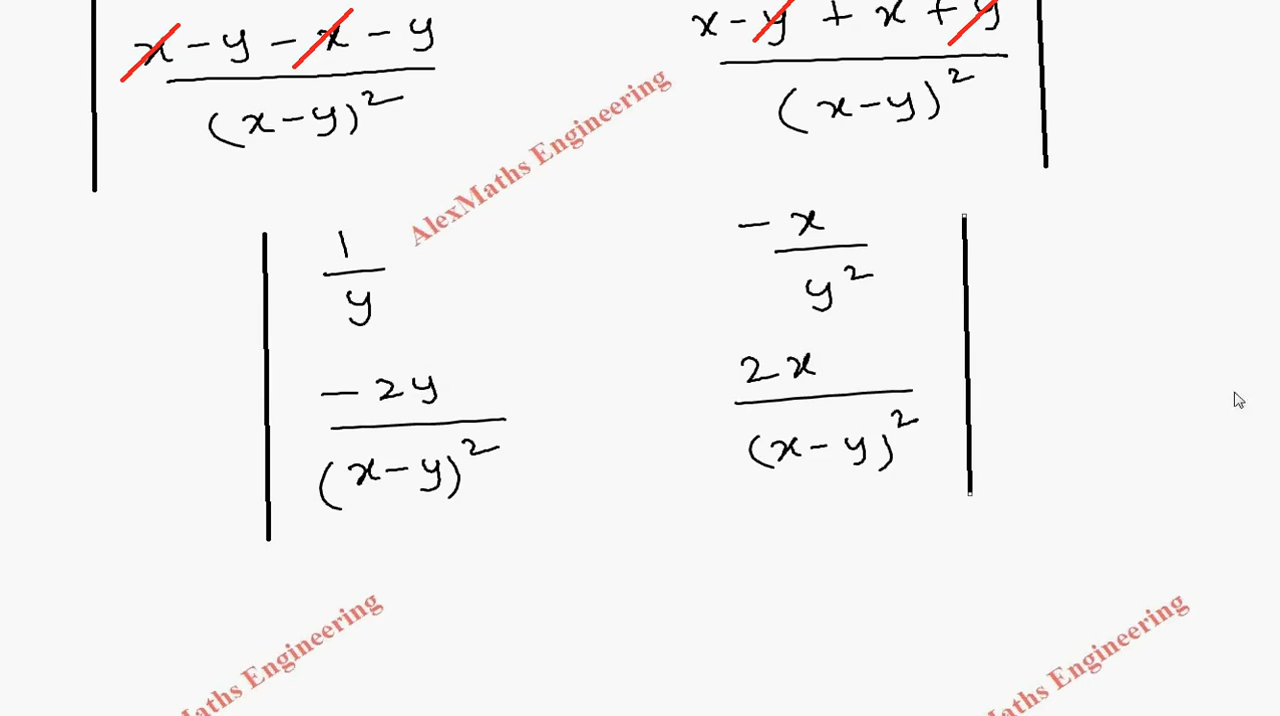 x - y - x - y / (x-y)²    x - y + x + y / (x-y)²
AlexMaths Engineering
1 / y    - x / y²
- 2y / (x-y)²    2x / (x-y)²
Maths Engineering
Maths Engineering